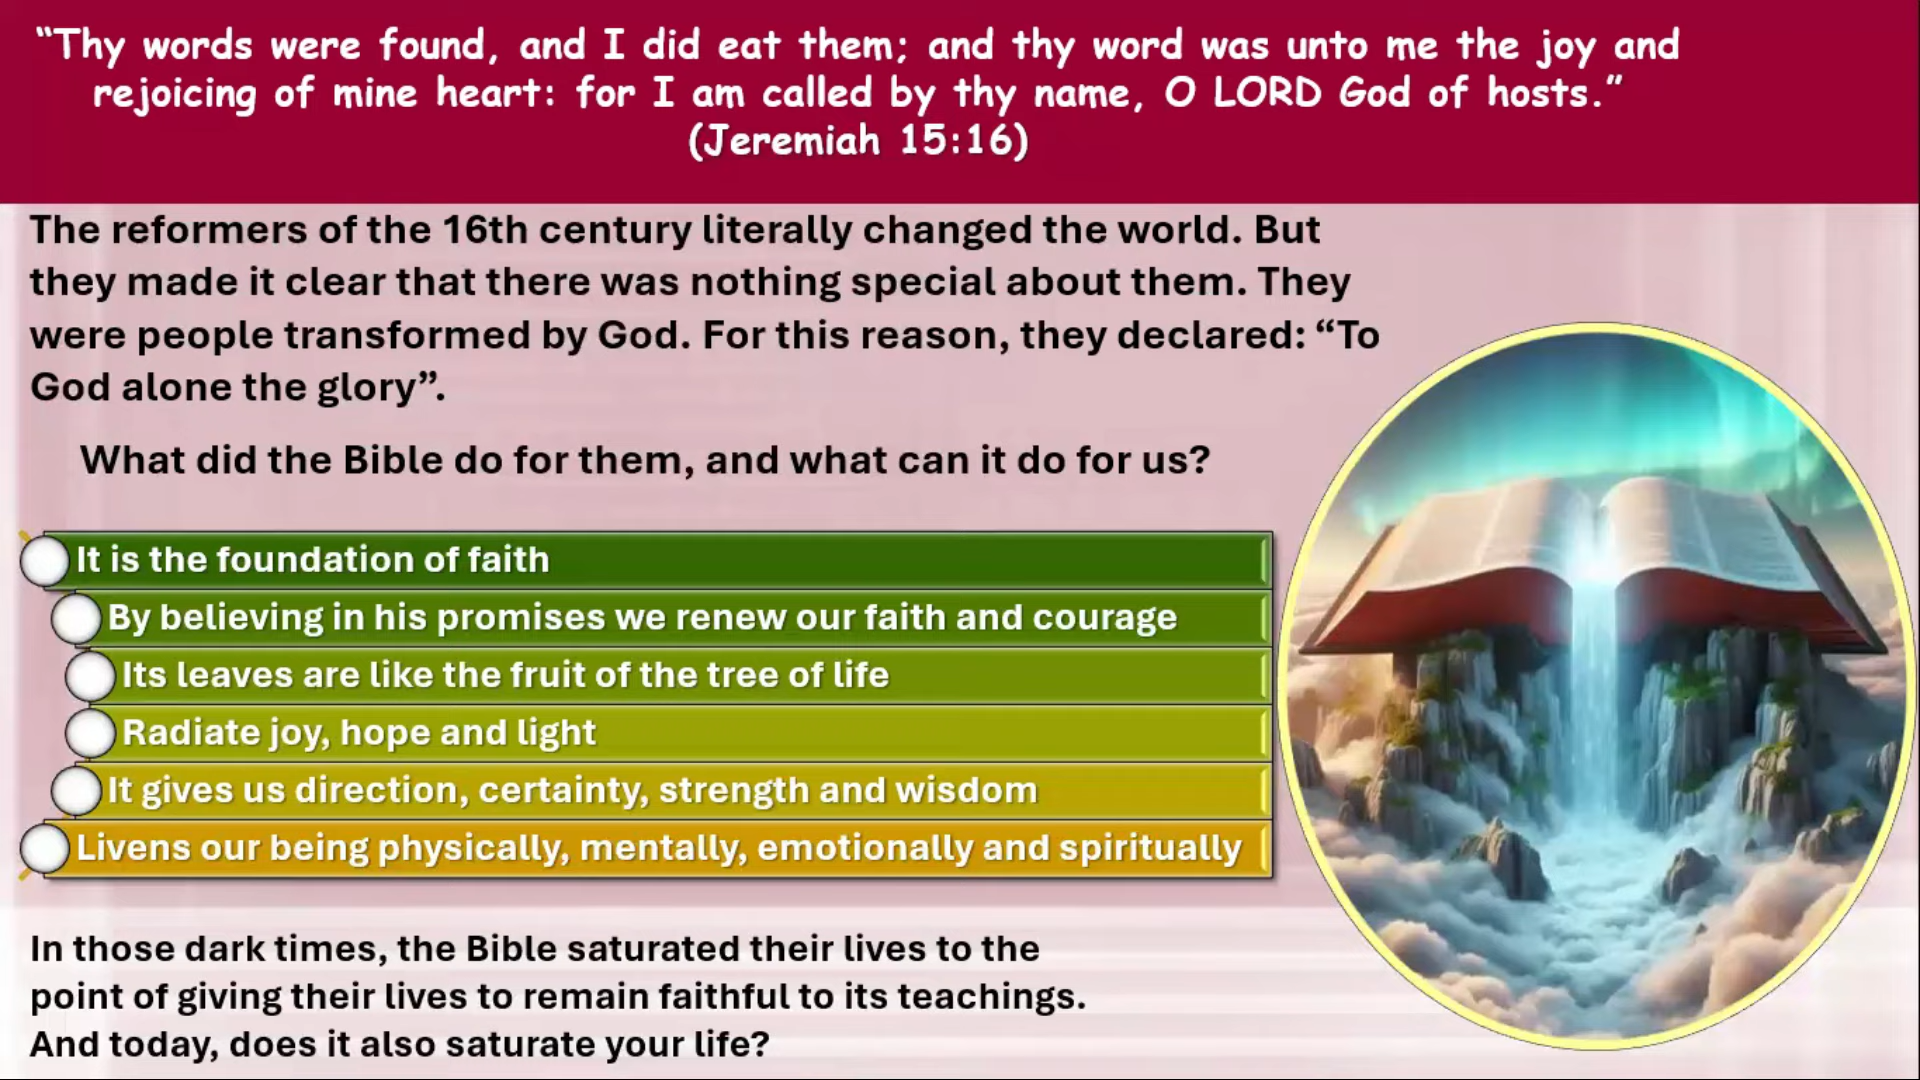 “Thy words were found, and I did eat them; and thy word was unto me the joy and
rejoicing of mine heart: for I am called by thy name, O LORD God of hosts.”
(Jeremiah 15:16)
The reformers of the 16th century literally changed the world. But
they made it clear that there was nothing special about them. They
were people transformed by God. For this reason, they declared: “To
God alone the glory”.
What did the Bible do for them, and what can it do for us?
It is the foundation of faith
By believing in his promises we renew our faith and courage
Its leaves are like the fruit of the tree of life
Radiate joy, hope and light
It gives us direction, certainty, strength and wisdom
Livens our being physically, mentally, emotionally and spiritually
In those dark times, the Bible saturated their lives to the
point of giving their lives to remain faithful to its teachings.
And today, does it also saturate your life?